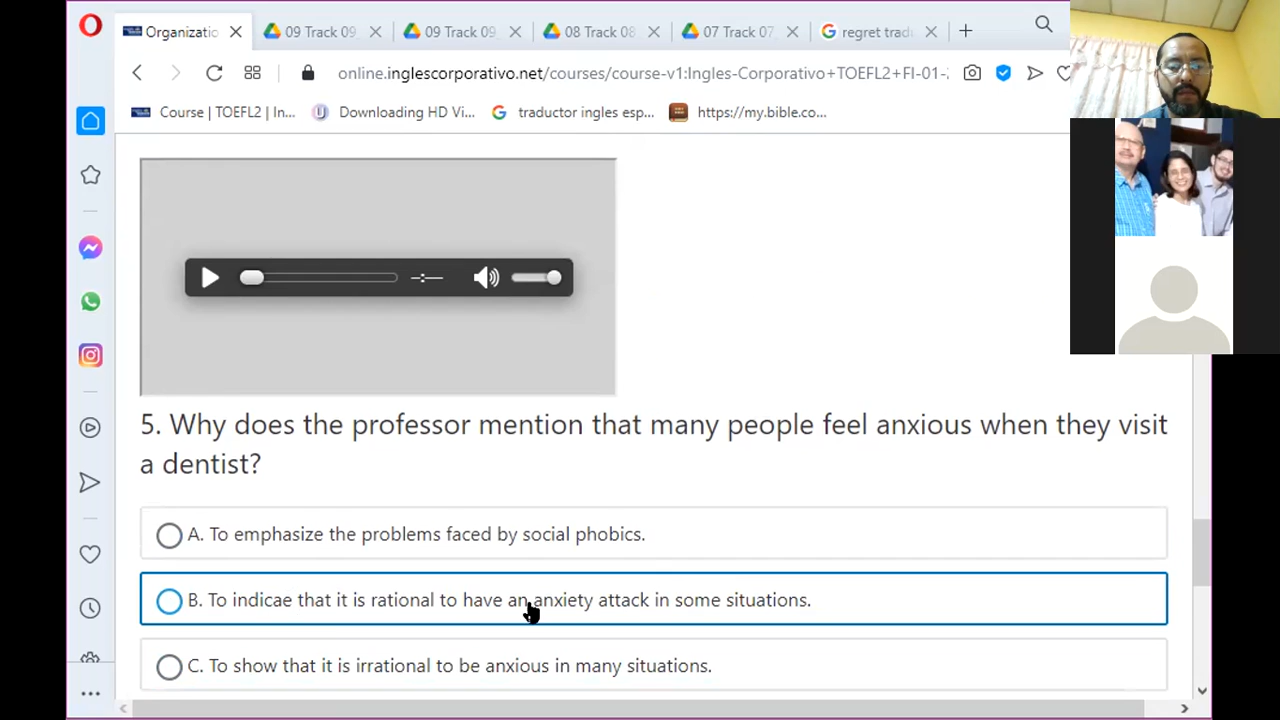 Organizatio
09 Track 09
09 Track 09
08 Track 08
07 Track 07
regret trad
online.inglescorporativo.net/courses/course-v1:Ingles-Corporativo+TOEFL2+FI-01-
Course | TOEFL2 | In...
Downloading HD Vi...
traductor ingles esp...
https://my.bible.co...
5. Why does the professor mention that many people feel anxious when they visit
a dentist?
A. To emphasize the problems faced by social phobics.
B. To indicae that it is rational to have an anxiety attack in some situations.
C. To show that it is irrational to be anxious in many situations.